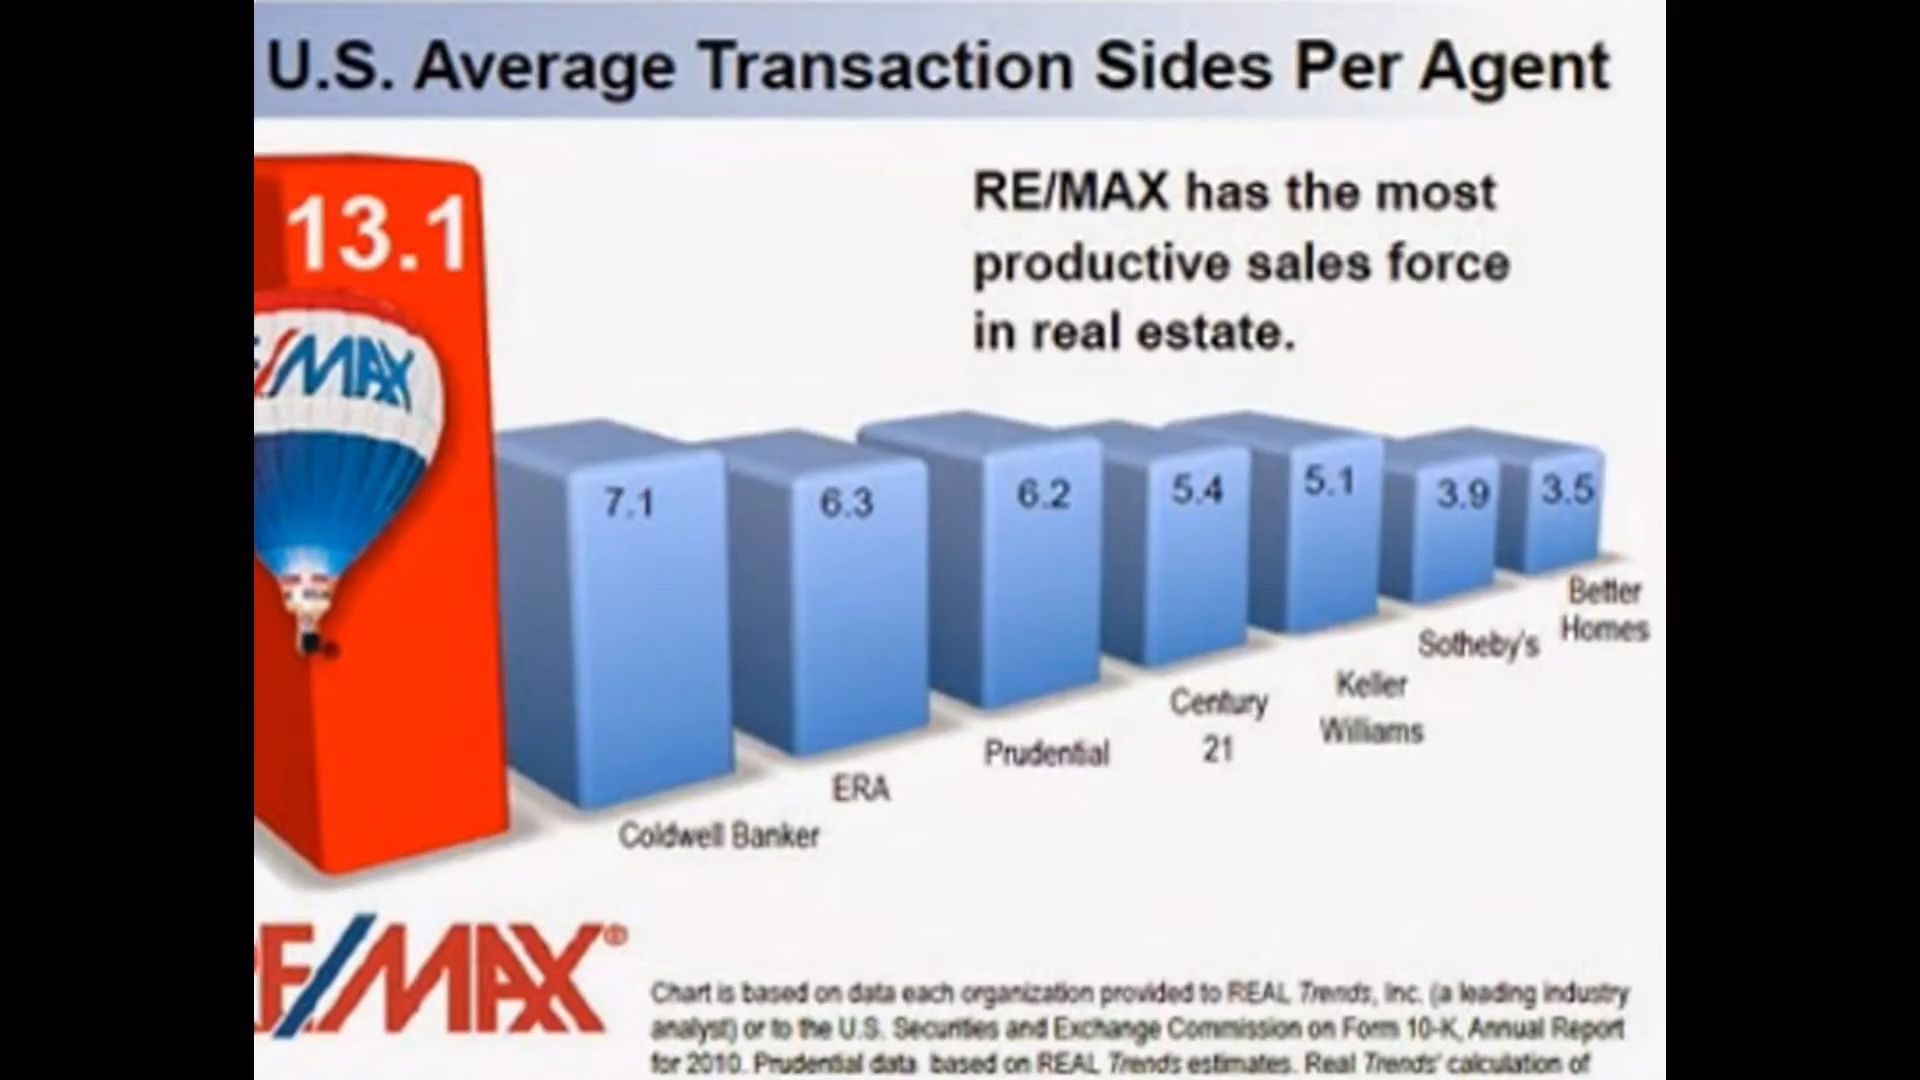 U.S. Average Transaction Sides Per Agent
13.1
RE/MAX has the most
productive sales force
in real estate.
E/MAX
7.1
6.3
6.2
5.4
5.1
3.9
3.5
Better
Homes
Sotheby's
Keller
Williams
Century
21
Prudential
ERA
Coldwell Banker
RE/MAX®
Chart is based on data each organization provided to REAL Trends, Inc. (a leading industry
analyst) or to the U.S. Securities and Exchange Commission on Form 10-K, Annual Report
for 2010. Prudential data based on REAL Trends estimates. Real Trends' calculation of